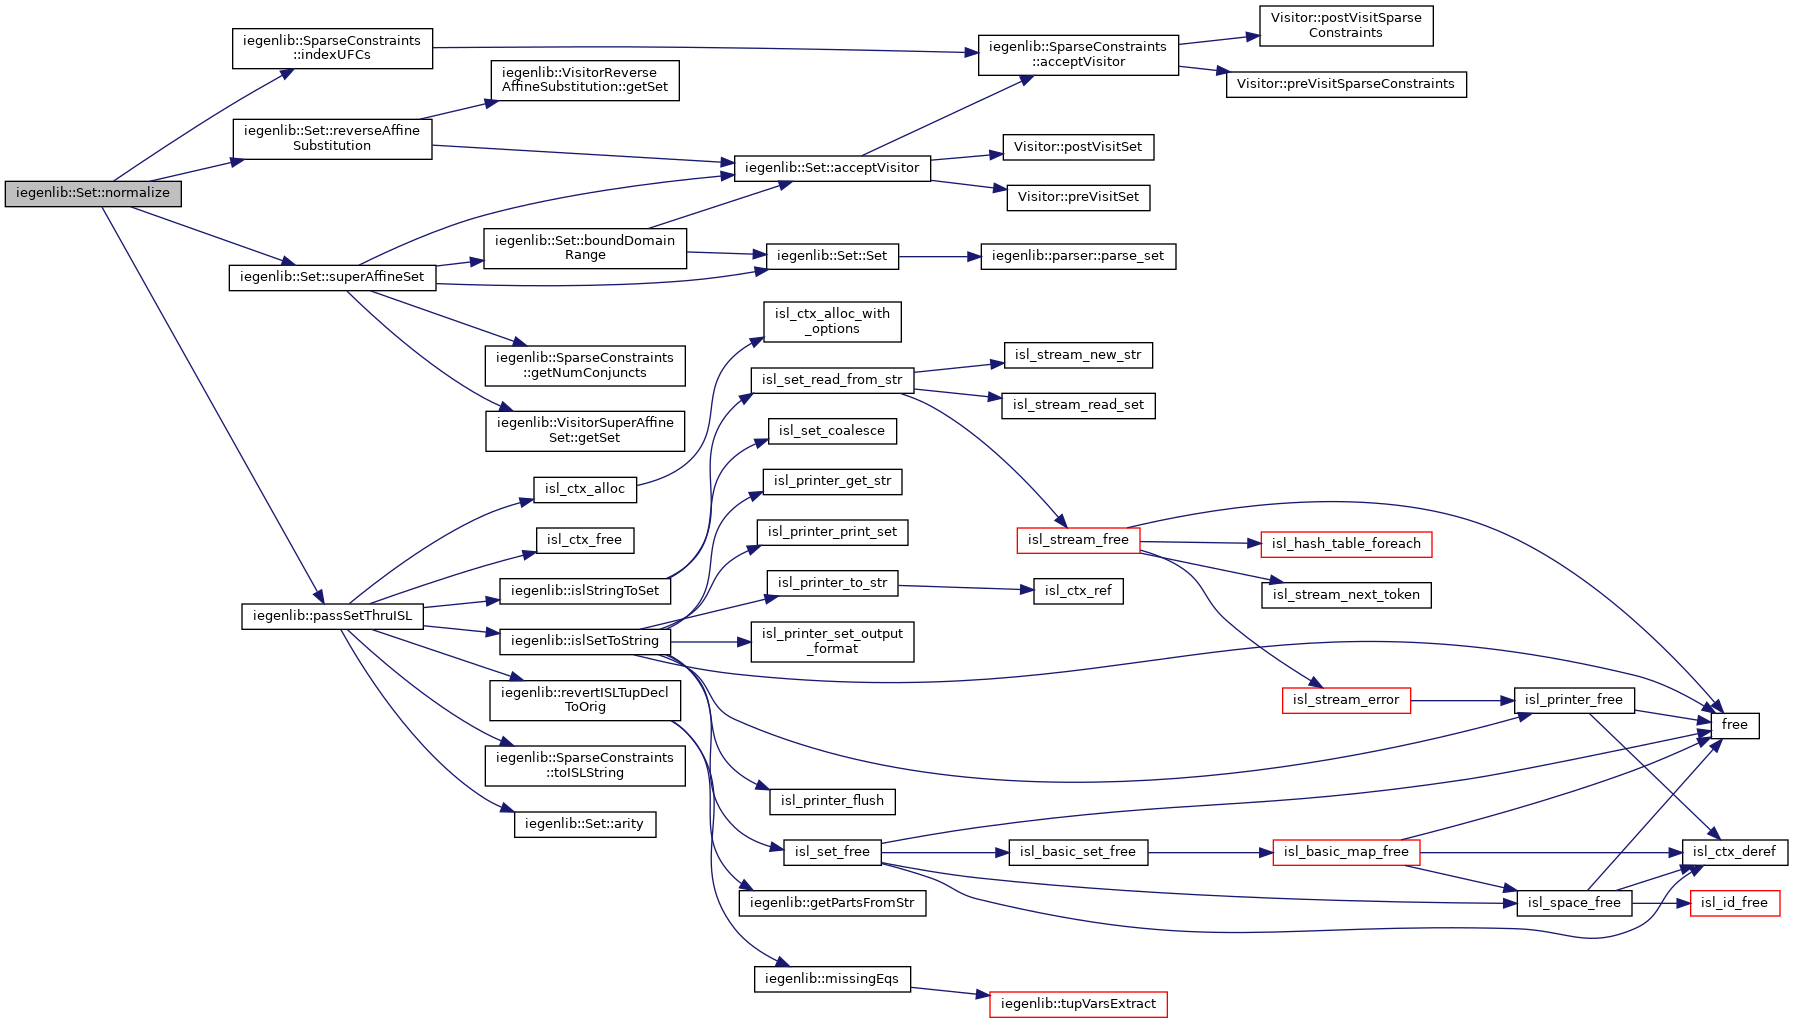 iegenlib::Set::normalize
iegenlib::SparseConstraints
::indexUFCs
iegenlib::Set::reverseAffine
Substitution
iegenlib::Set::superAffineSet
iegenlib::passSetThruISL
iegenlib::VisitorReverse
AffineSubstitution::getSet
iegenlib::Set::boundDomain
Range
iegenlib::SparseConstraints
::getNumConjuncts
iegenlib::VisitorSuperAffine
Set::getSet
isl_ctx_alloc
isl_ctx_free
iegenlib::islStringToSet
iegenlib::islSetToString
iegenlib::revertISLTupDecl
ToOrig
iegenlib::SparseConstraints
::toISLString
iegenlib::Set::arity
iegenlib::Set::acceptVisitor
iegenlib::Set::Set
isl_ctx_alloc_with
_options
isl_set_read_from_str
isl_set_coalesce
isl_printer_get_str
isl_printer_print_set
isl_printer_to_str
isl_printer_set_output
_format
isl_printer_flush
isl_set_free
iegenlib::getPartsFromStr
iegenlib::missingEqs
iegenlib::SparseConstraints
::acceptVisitor
Visitor::postVisitSet
Visitor::preVisitSet
iegenlib::parser::parse_set
isl_stream_new_str
isl_stream_read_set
isl_stream_free
isl_ctx_ref
isl_basic_set_free
iegenlib::tupVarsExtract
Visitor::postVisitSparse
Constraints
Visitor::preVisitSparseConstraints
isl_hash_table_foreach
isl_stream_next_token
isl_stream_error
isl_basic_map_free
isl_printer_free
isl_space_free
free
isl_ctx_deref
isl_id_free